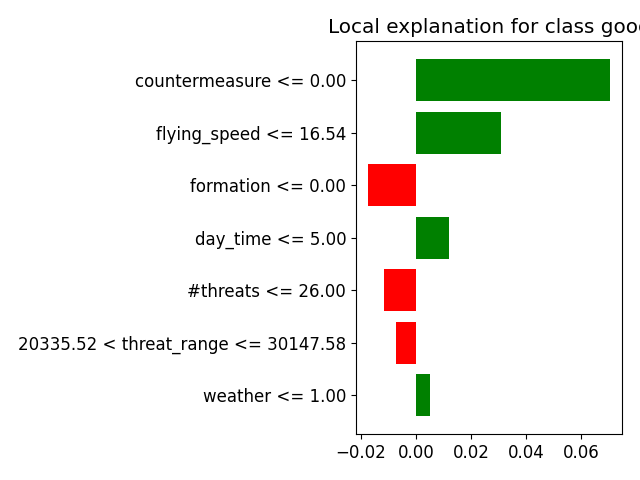 Local explanation for class goo
countermeasure <= 0.00
flying_speed <= 16.54
formation <= 0.00
day_time <= 5.00
#threats <= 26.00
20335.52 < threat_range <= 30147.58
weather <= 1.00
−0.02 0.00 0.02 0.04 0.06